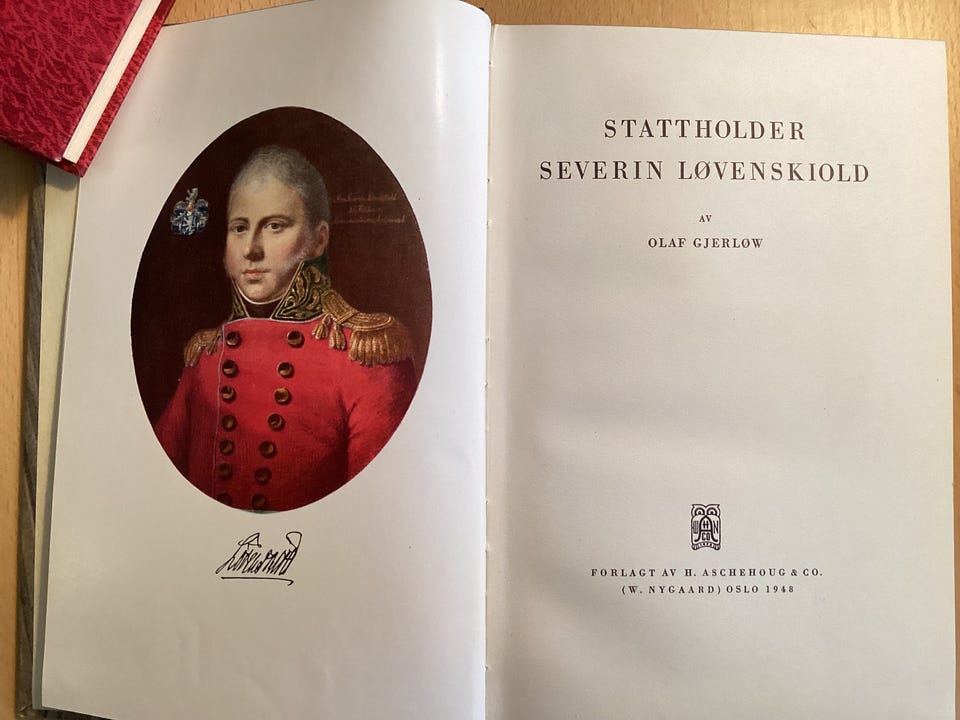 STATTHOLDER
SEVERIN LØVENSKIOLD
AV
OLAF GJERLØW
FORLAGT AV H. ASCHEHOUG & CO.
(W. NYGAARD) OSLO 1948